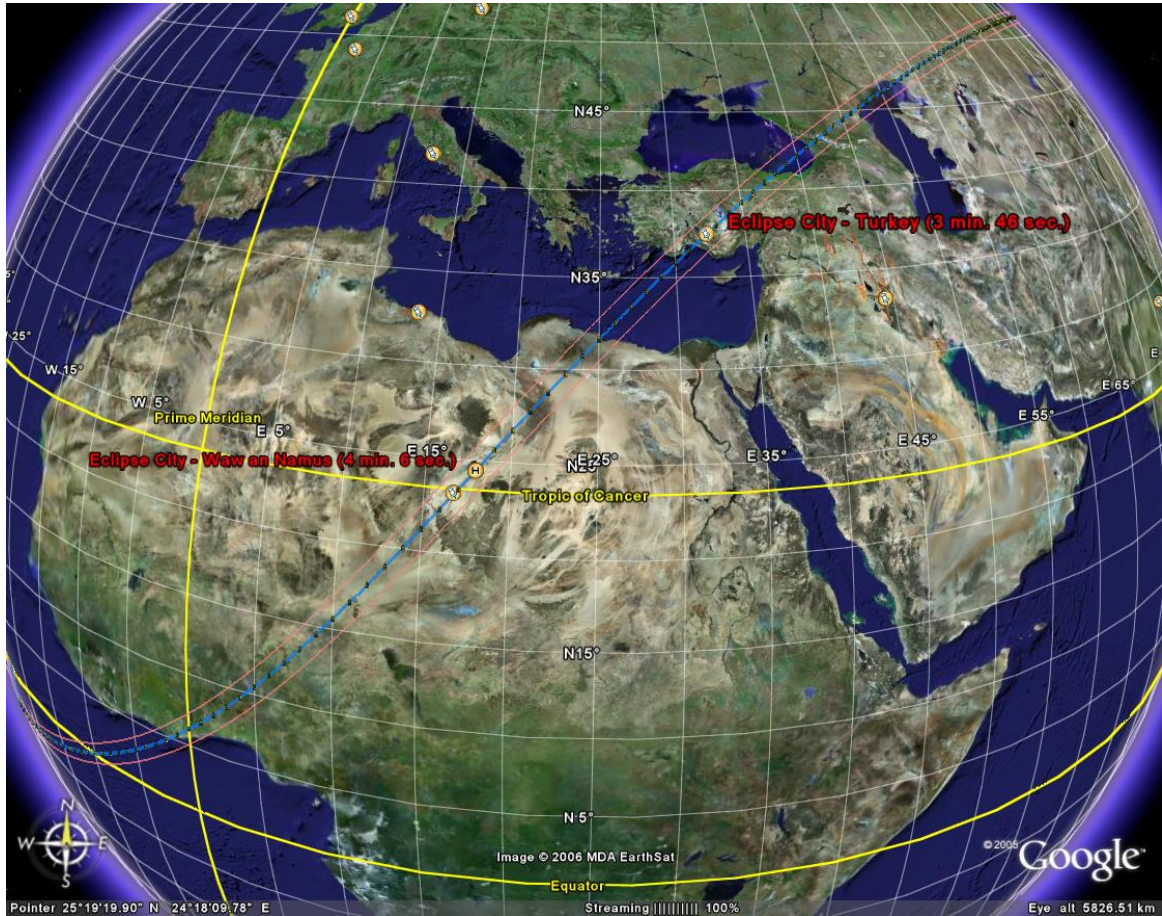 N45°
Eclipse City - Turkey (3 min. 46 sec.)
N35°
W 25°
W 15°
W 5°
Prime Meridian
E 5°
E 15°
E 25°
E 35°
E 45°
E 55°
E 65°
E
Eclipse City - Waw an Namus (4 min. 6 sec.)
H
Tropic of Cancer
N15°
N 5°
N
W E
S
Image © 2006 MDA EarthSat
© 2005 Google™
Equator
Pointer 25°19'19.90" N 24°18'09.78" E Streaming |||||||||| 100% Eye alt 5826.51 km